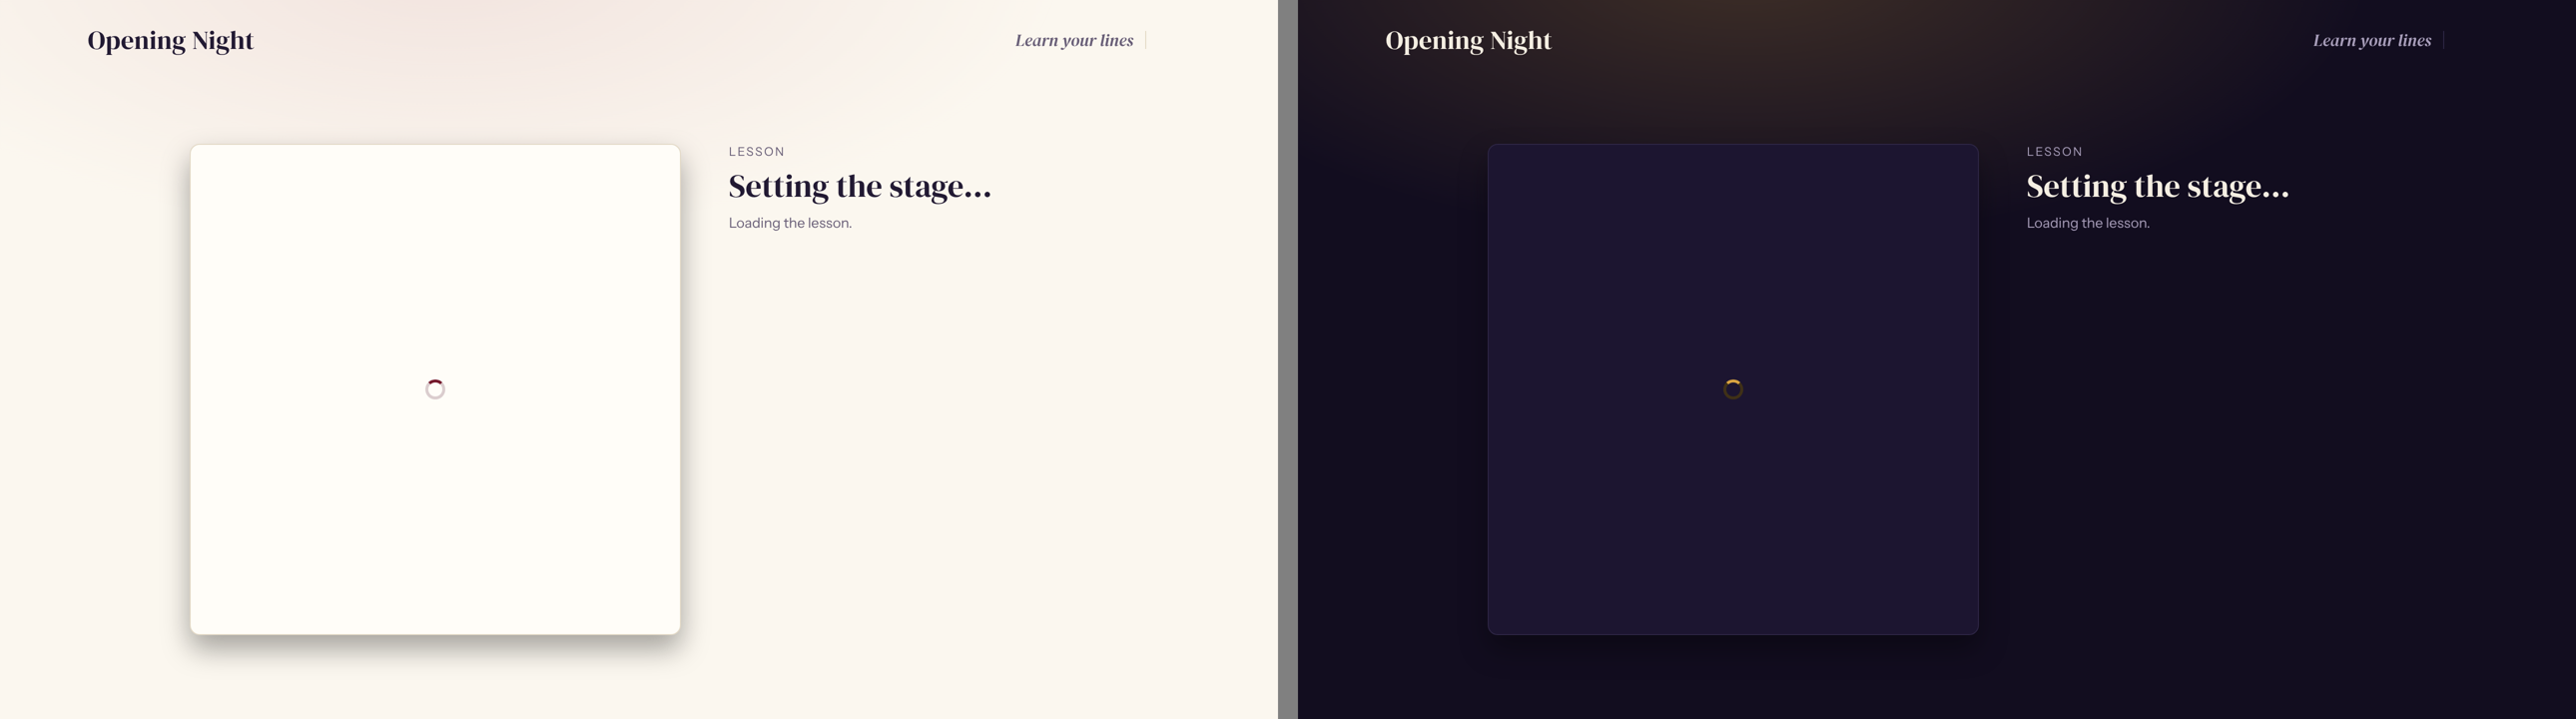 Opening Night
Learn your lines
LESSON
Setting the stage...
Loading the lesson.
Opening Night
Learn your lines
LESSON
Setting the stage...
Loading the lesson.